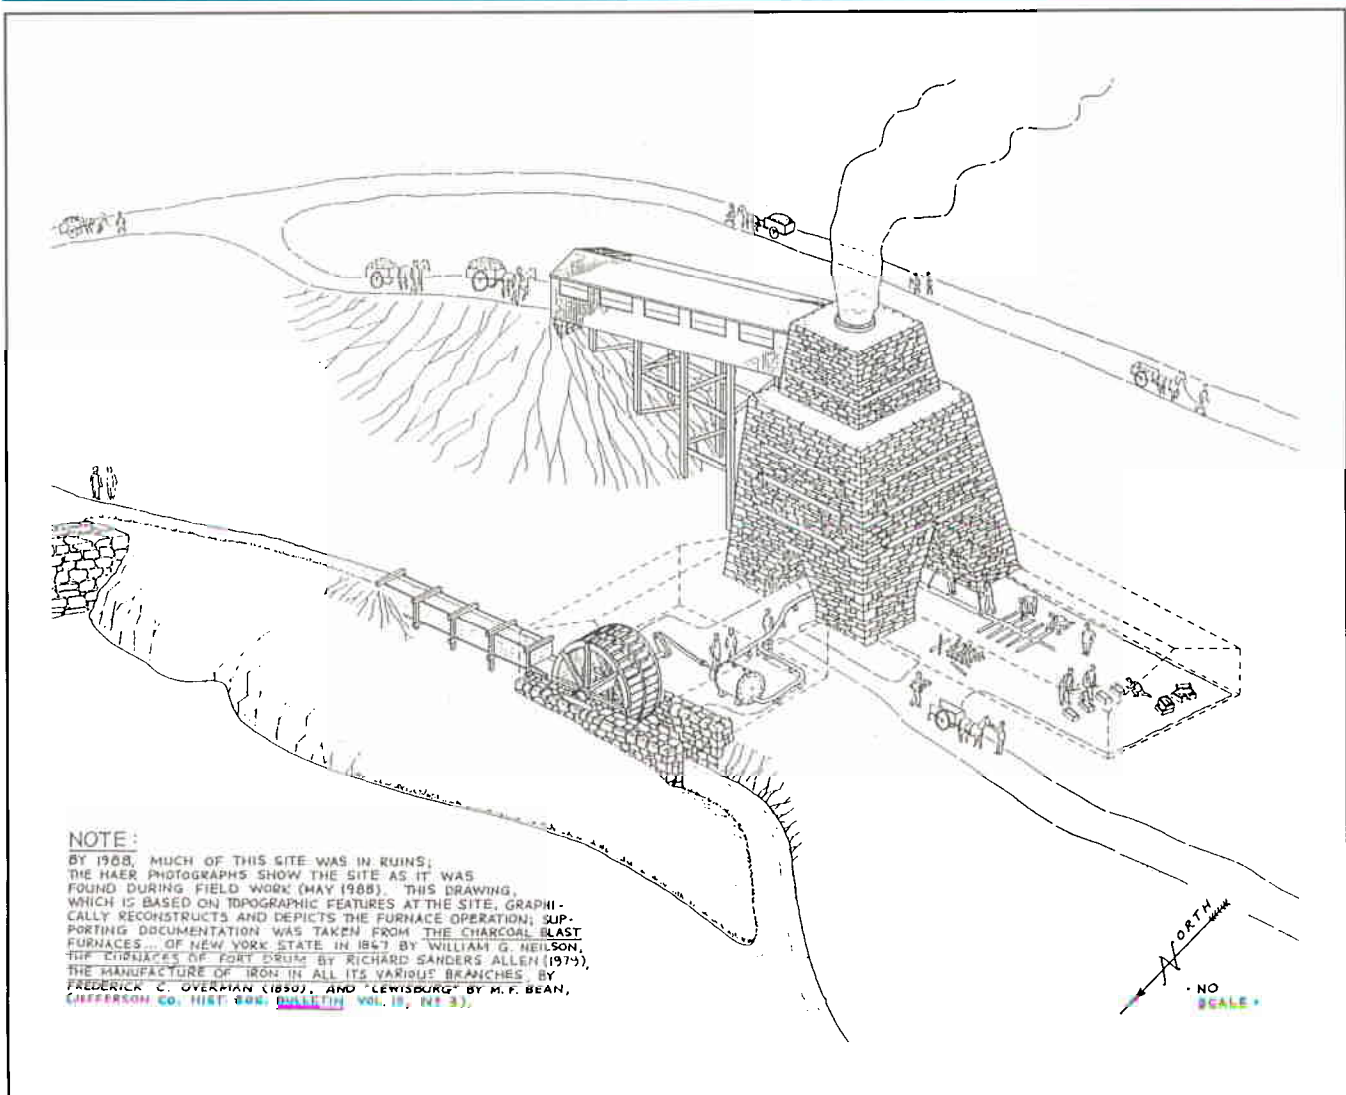 NOTE:
BY 1988, MUCH OF THIS SITE WAS IN RUINS;
THE HAER PHOTOGRAPHS SHOW THE SITE AS IT WAS
FOUND DURING FIELD WORK (MAY 1988). THIS DRAWING,
WHICH IS BASED ON TOPOGRAPHIC FEATURES AT THE SITE, GRAPHI-
CALLY RECONSTRUCTS AND DEPICTS THE FURNACE OPERATION; SUP-
PORTING DOCUMENTATION WAS TAKEN FROM THE CHARCOAL BLAST
FURNACES... OF NEW YORK STATE IN 1867 BY WILLIAM G. NEILSON,
THE FURNACES OF FORT DRUM BY RICHARD SANDERS ALLEN (1979),
THE MANUFACTURE OF IRON IN ALL ITS VARIOUS BRANCHES, BY
FREDERICK C. OVERMAN (1850), AND "LEWISBURG" BY M. F. BEAN,
(JEFFERSON CO. HIST. SOC. BULLETIN VOL. 18, Nº 3).
NORTH
• NO
SCALE •